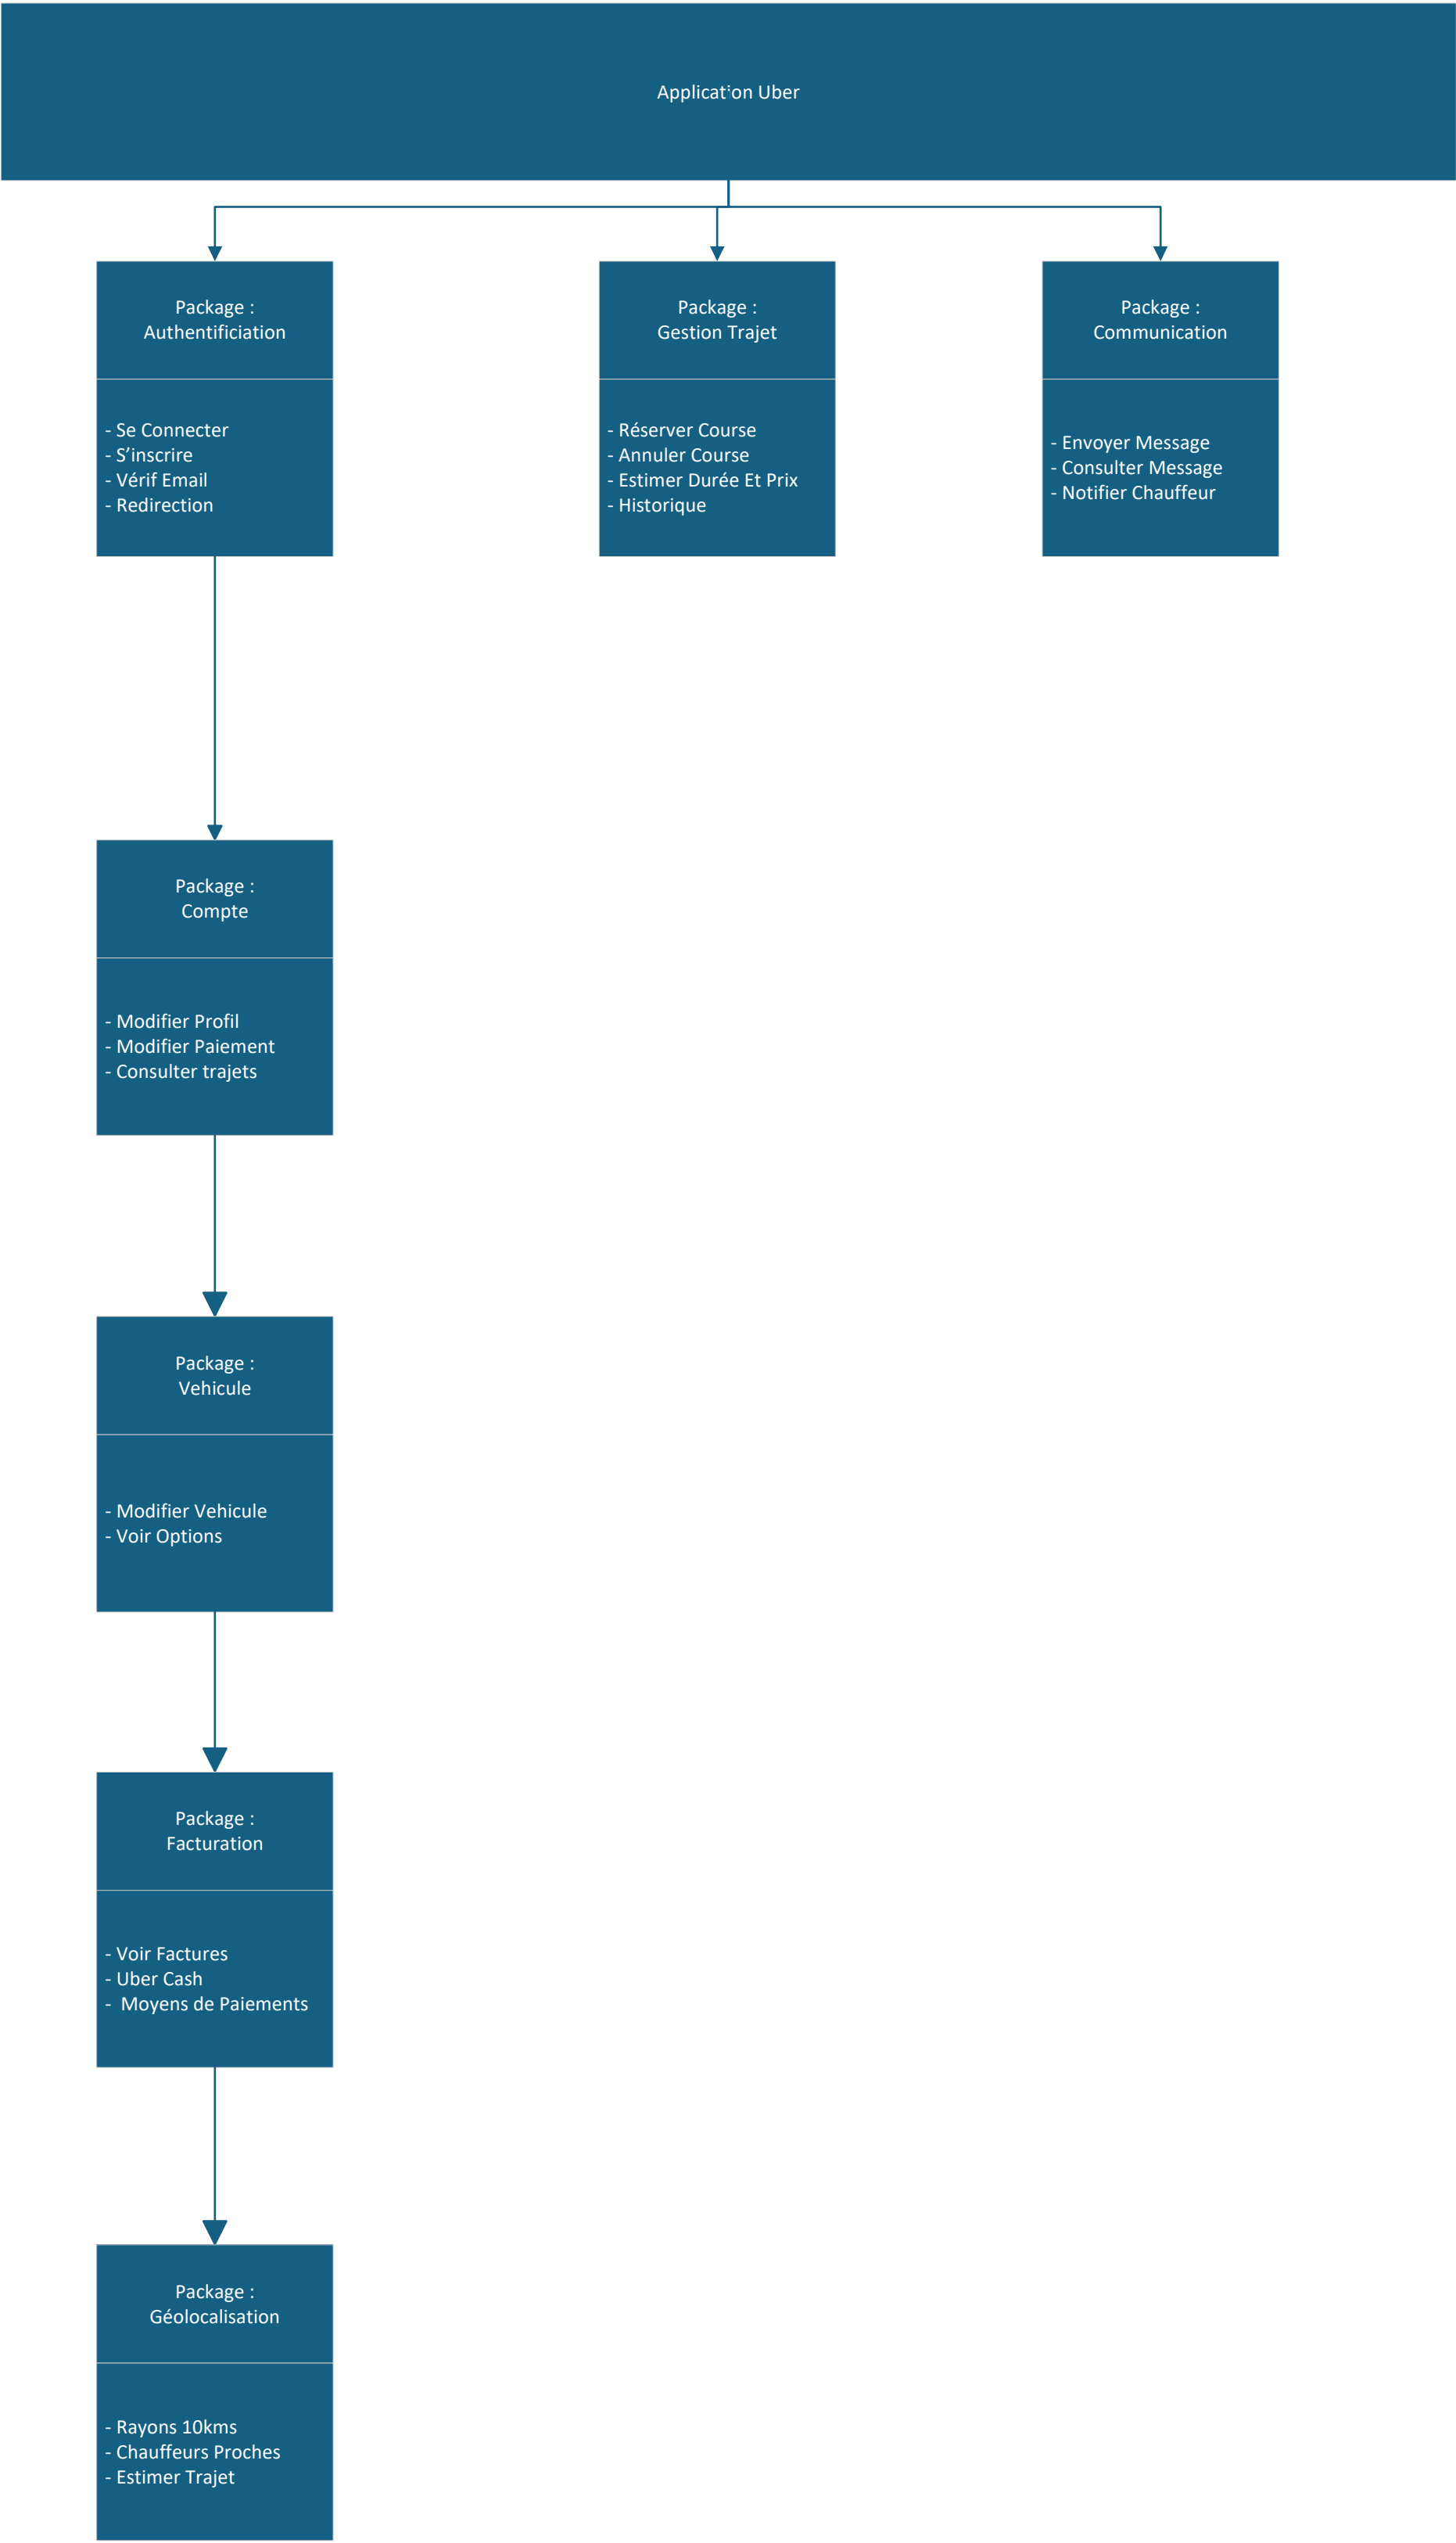 Application Uber
Package :
Authentificiation
- Se Connecter
- S’inscrire
- Vérif Email
- Redirection
Package :
Gestion Trajet
- Réserver Course
- Annuler Course
- Estimer Durée Et Prix
- Historique
Package :
Communication
- Envoyer Message
- Consulter Message
- Notifier Chauffeur
Package :
Compte
- Modifier Profil
- Modifier Paiement
- Consulter trajets
Package :
Vehicule
- Modifier Vehicule
- Voir Options
Package :
Facturation
- Voir Factures
- Uber Cash
- Moyens de Paiements
Package :
Géolocalisation
- Rayons 10kms
- Chauffeurs Proches
- Estimer Trajet